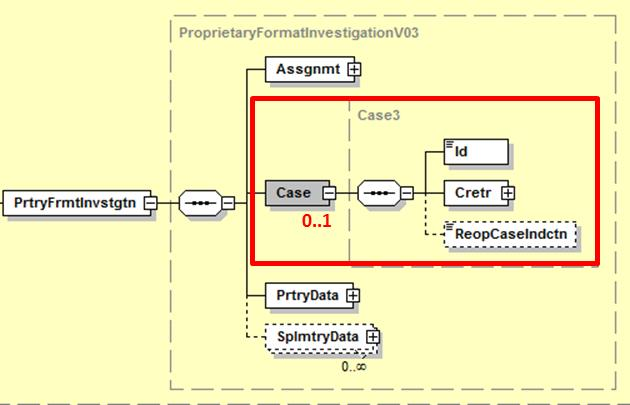 ProprietaryFormatInvestigationV03
Assgnmt
Case3
Id
PrtryFrmtInvstgtn
Case
Cretr
0..1
ReopCaseIndctn
PrtryData
SplmtryData
0..∞